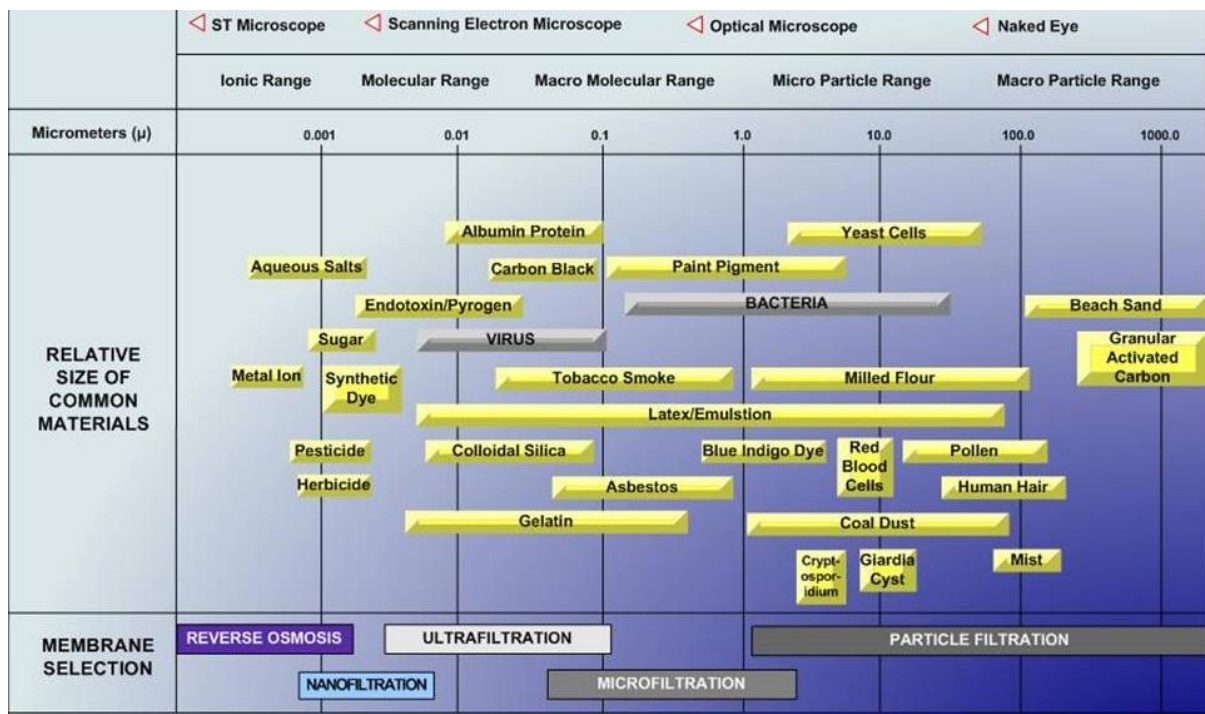 ST Microscope
Scanning Electron Microscope
Optical Microscope
Naked Eye
Ionic Range
Molecular Range
Macro Molecular Range
Micro Particle Range
Macro Particle Range
Micrometers (μ)
0.001
0.01
0.1
1.0
10.0
100.0
1000.0
RELATIVE
SIZE OF
COMMON
MATERIALS
Albumin Protein
Yeast Cells
Aqueous Salts
Carbon Black
Paint Pigment
Endotoxin/Pyrogen
BACTERIA
Beach Sand
Sugar
VIRUS
Granular
Activated
Carbon
Metal Ion
Synthetic
Dye
Tobacco Smoke
Milled Flour
Latex/Emulstion
Pesticide
Colloidal Silica
Blue Indigo Dye
Red
Blood
Cells
Pollen
Herbicide
Asbestos
Human Hair
Gelatin
Coal Dust
Crypt-
ospor-
idium
Giardia
Cyst
Mist
MEMBRANE
SELECTION
REVERSE OSMOSIS
ULTRAFILTRATION
PARTICLE FILTRATION
NANOFILTRATION
MICROFILTRATION